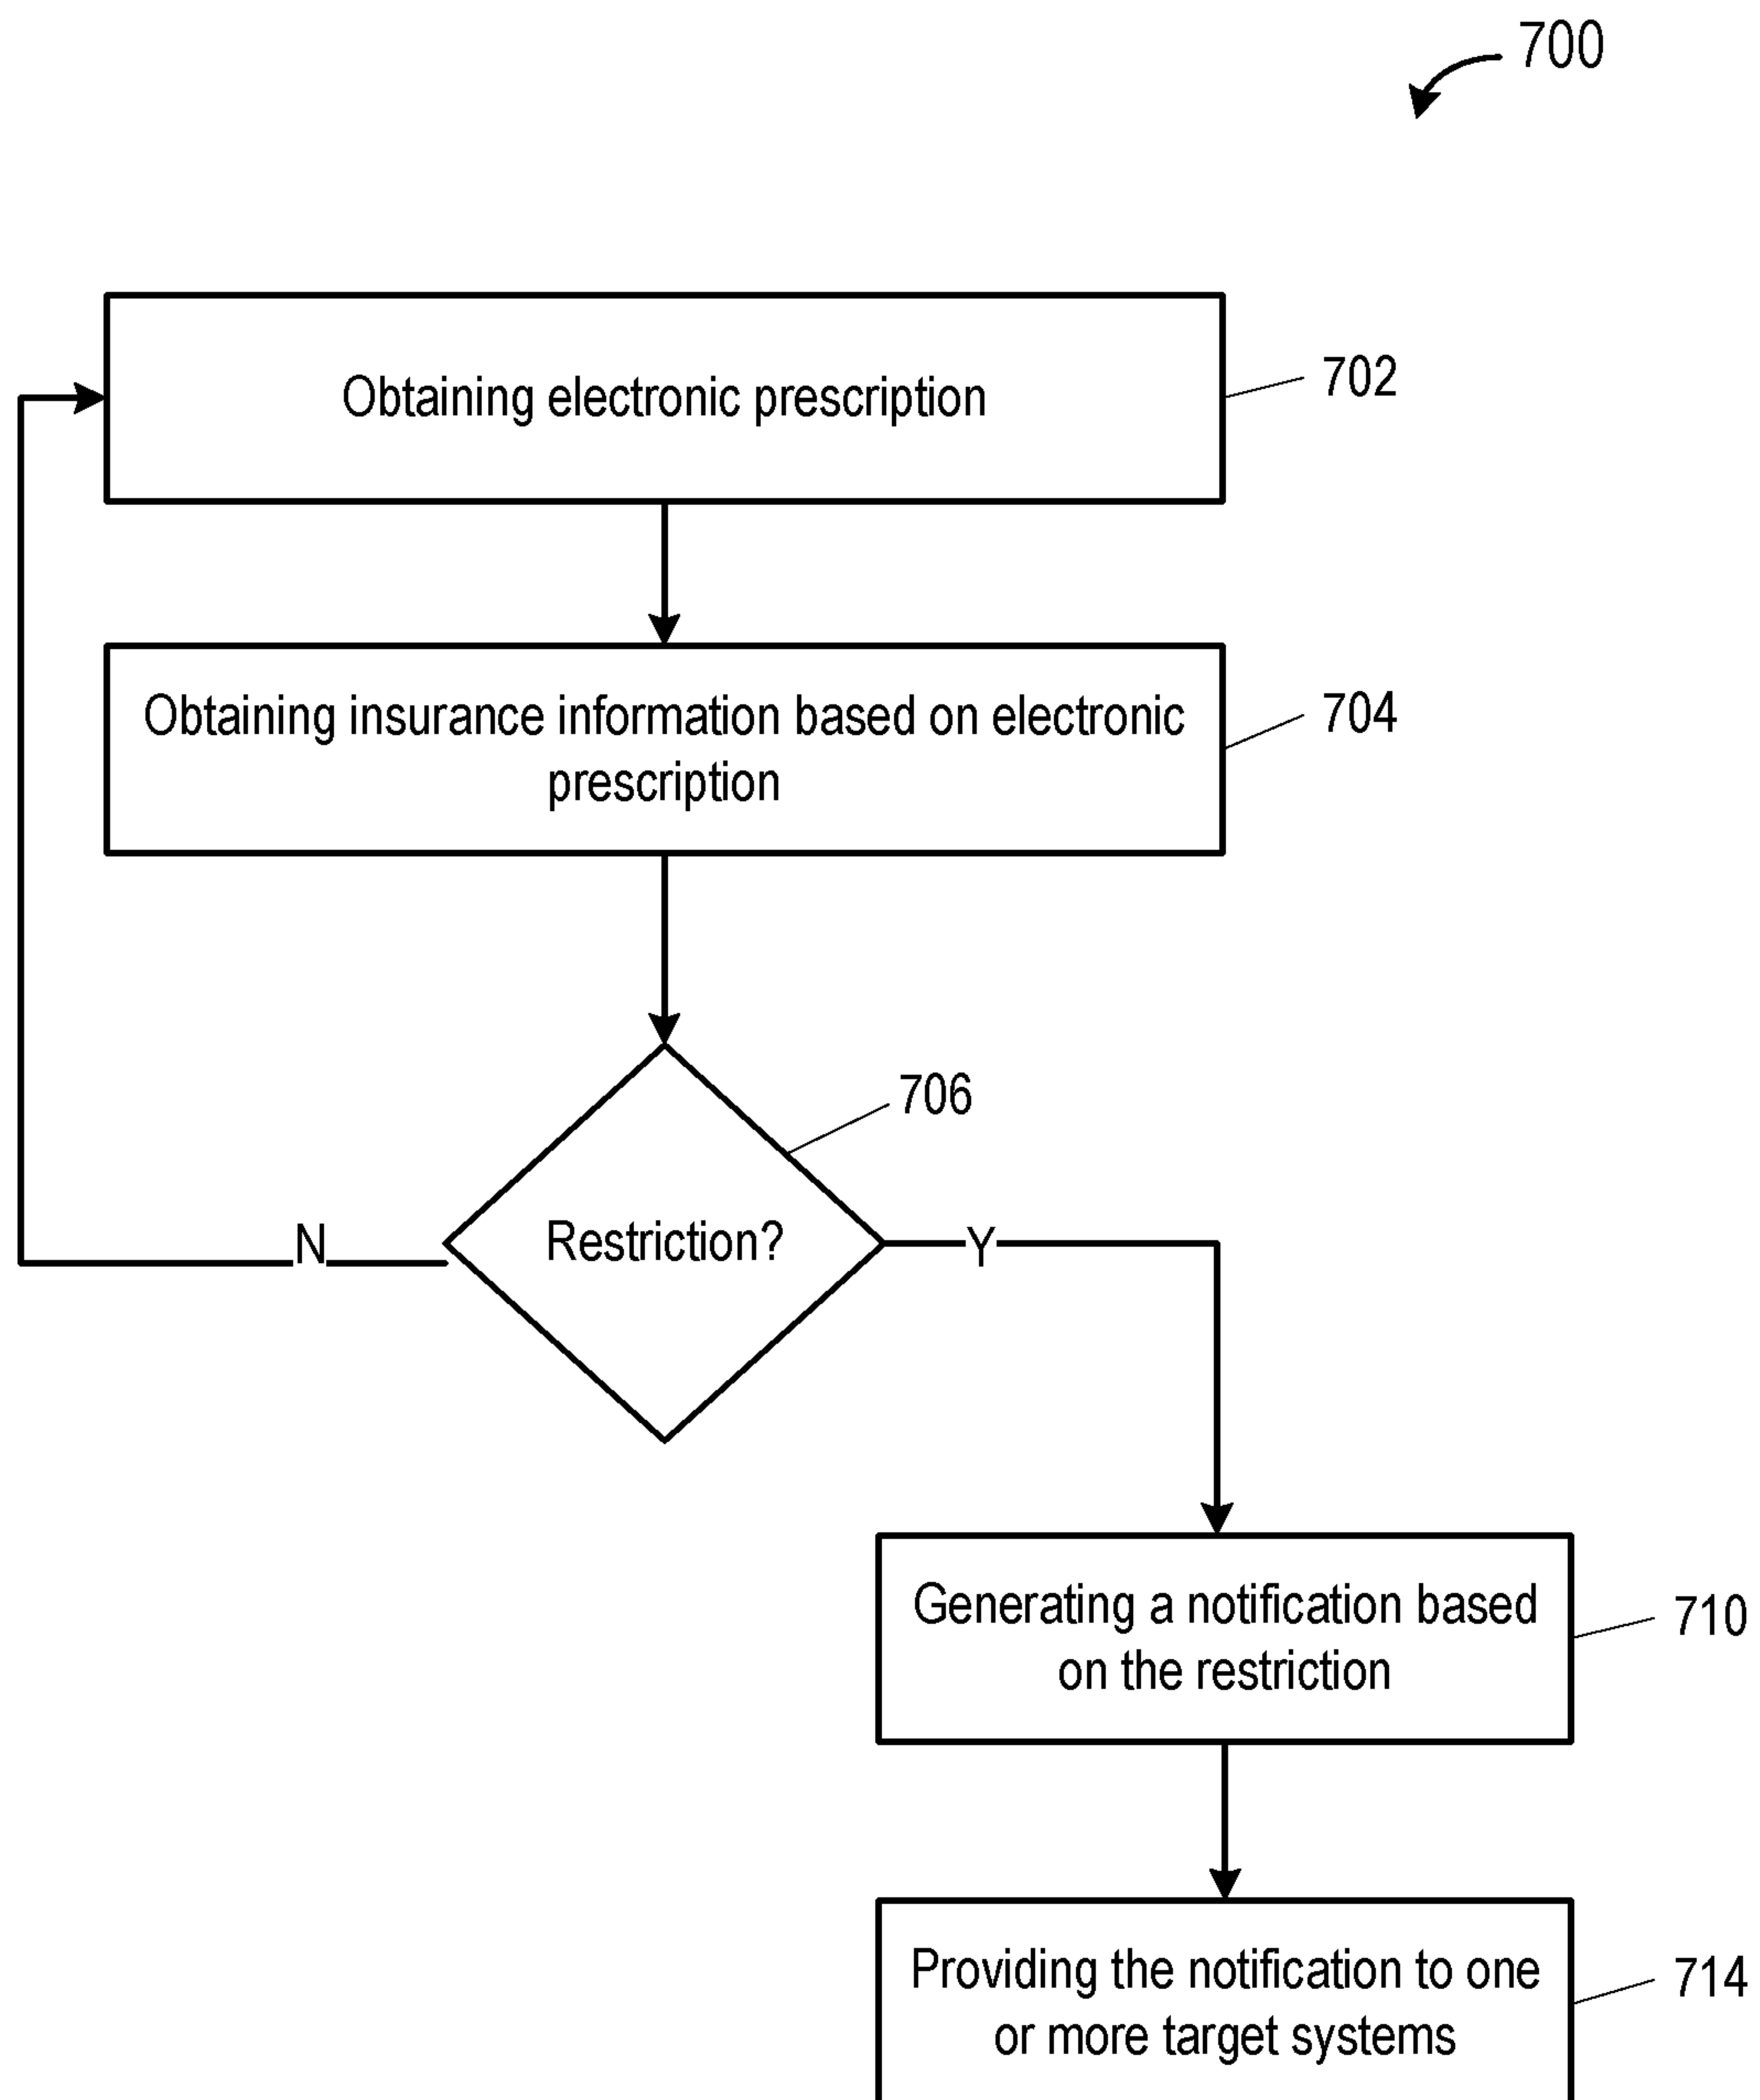 700
Obtaining electronic prescription
702
Obtaining insurance information based on electronic
prescription
704
706
Restriction?
N
Y
Generating a notification based
on the restriction
710
Providing the notification to one
or more target systems
714